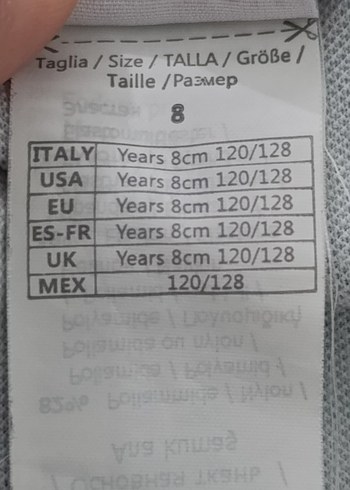 Taglia / Size / TALLA / Größe /
Taille / Размер
8
ITALY Years 8cm 120/128
USA Years 8cm 120/128
EU Years 8cm 120/128
ES-FR Years 8cm 120/128
UK Years 8cm 120/128
MEX 120/128